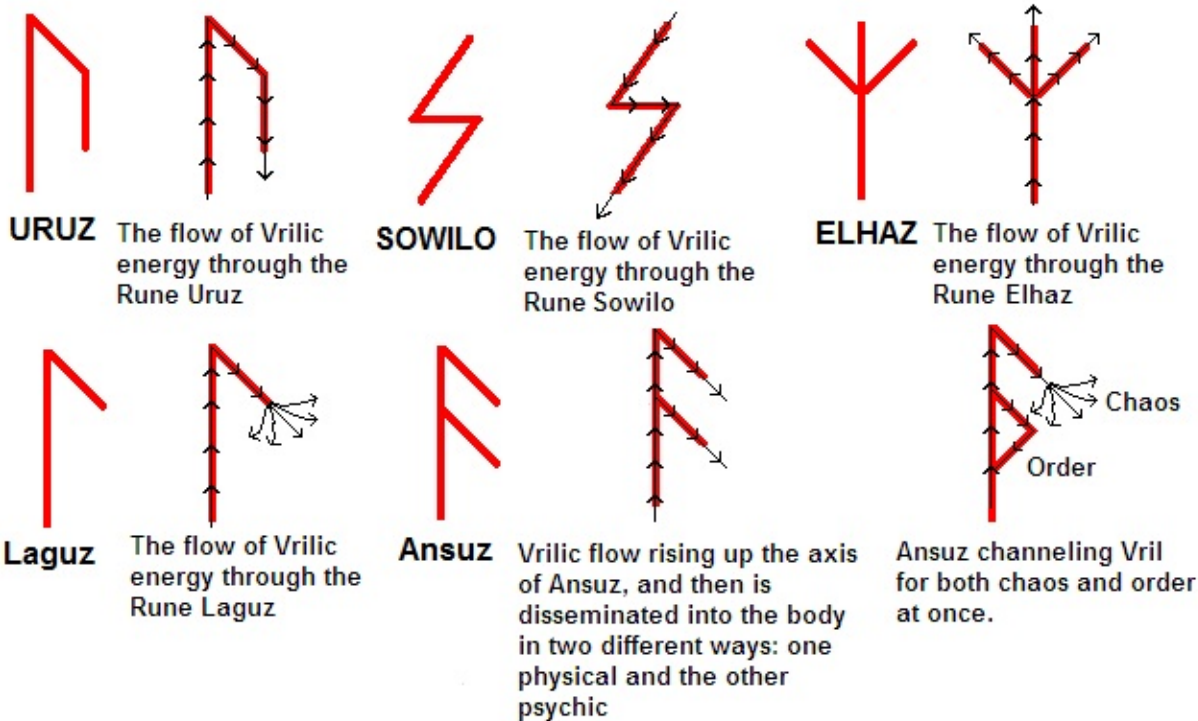 URUZ
The flow of Vrilic
energy through the
Rune Uruz
SOWILO
The flow of Vrilic
energy through the
Rune Sowilo
ELHAZ
The flow of Vrilic
energy through the
Rune Elhaz
Laguz
The flow of Vrilic
energy through the
Rune Laguz
Ansuz
Vrilic flow rising up the axis
of Ansuz, and then is
disseminated into the body
in two different ways: one
physical and the other
psychic
Chaos
Order
Ansuz channeling Vril
for both chaos and order
at once.